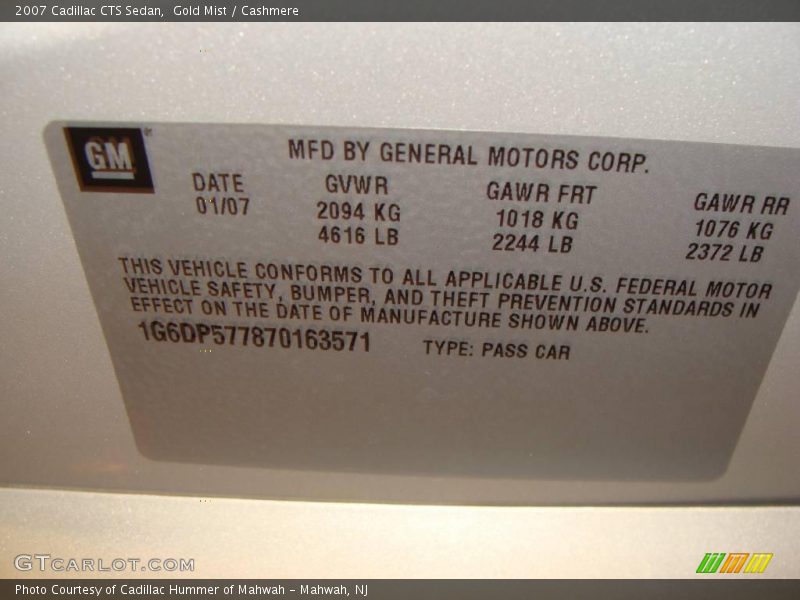 2007 Cadillac CTS Sedan, Gold Mist / Cashmere
GM
MFD BY GENERAL MOTORS CORP.
DATE GVWR GAWR FRT GAWR RR
01/07 2094 KG 1018 KG 1076 KG
4616 LB 2244 LB 2372 LB
THIS VEHICLE CONFORMS TO ALL APPLICABLE U.S. FEDERAL MOTOR
VEHICLE SAFETY, BUMPER, AND THEFT PREVENTION STANDARDS IN
EFFECT ON THE DATE OF MANUFACTURE SHOWN ABOVE.
1G6DP577870163571 TYPE: PASS CAR
GTCARLOT.COM
Photo Courtesy of Cadillac Hummer of Mahwah - Mahwah, NJ